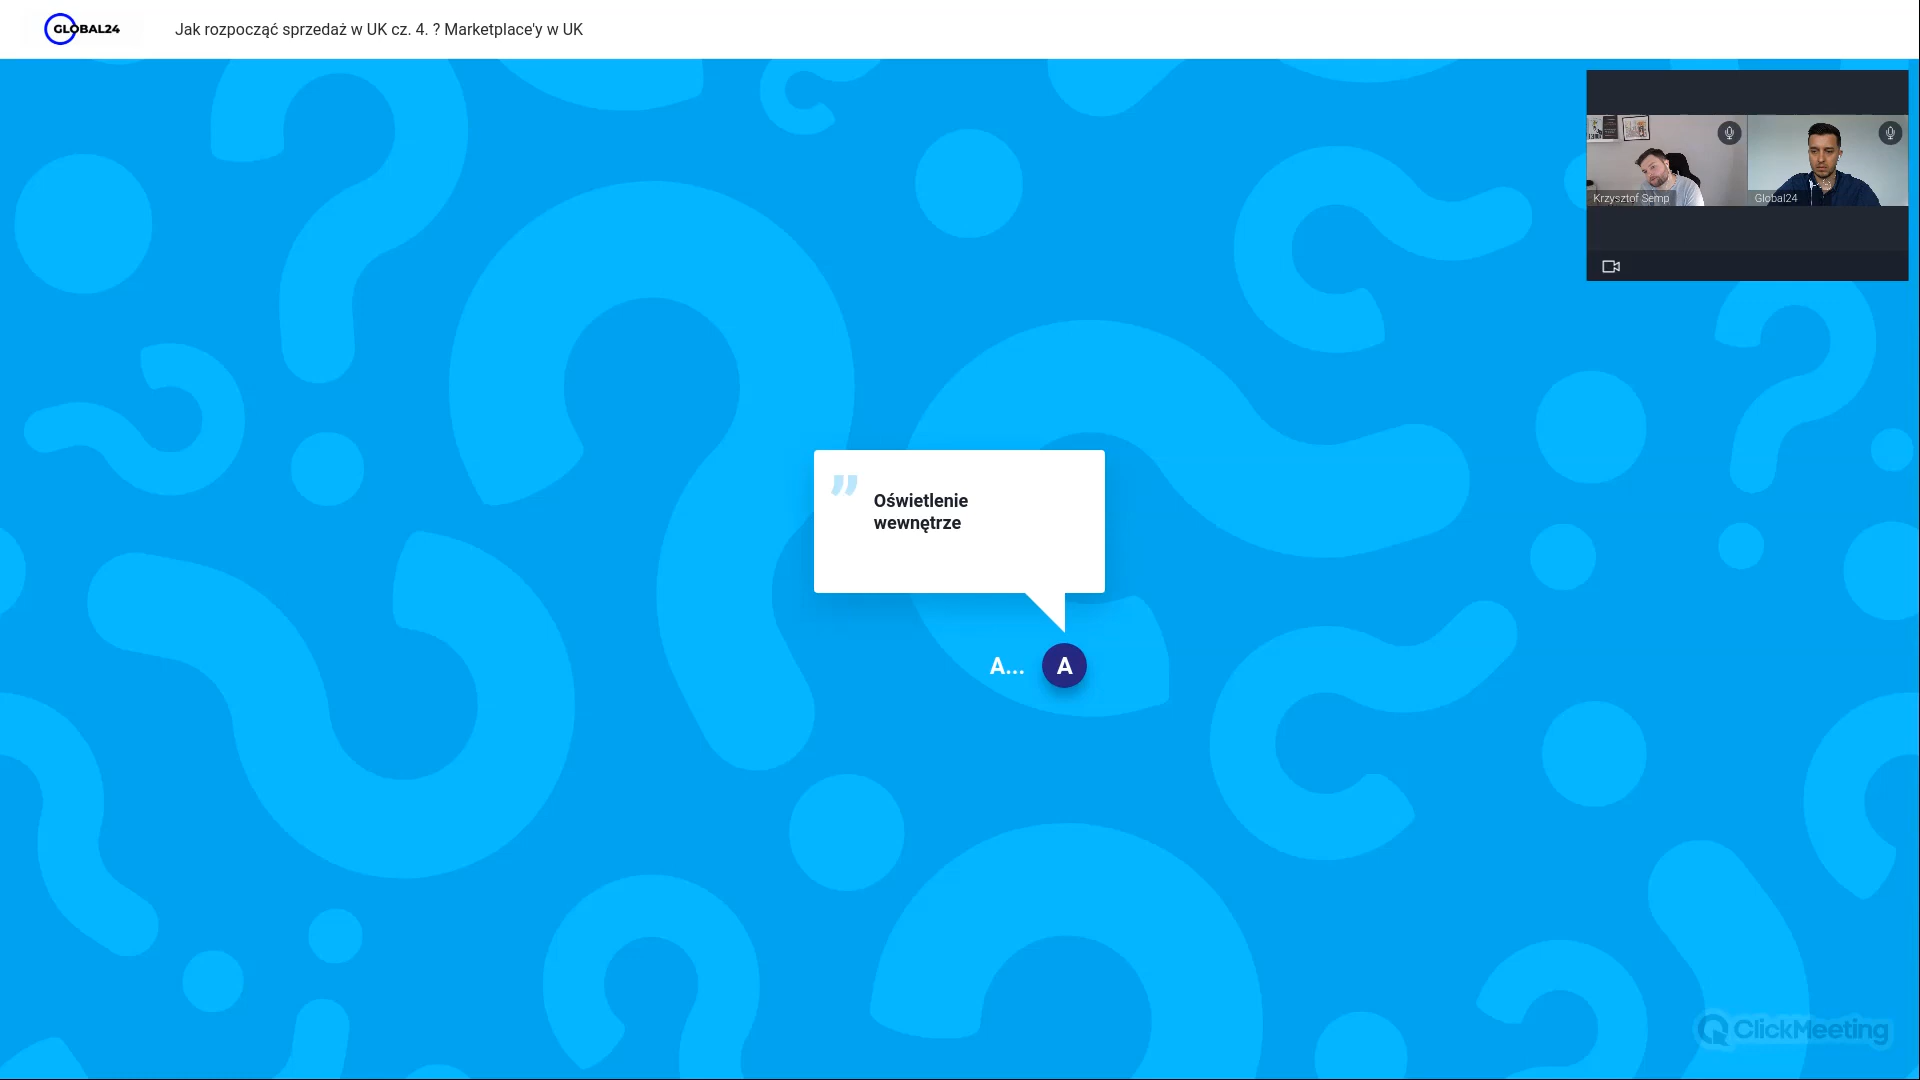 GLOBAL24
Jak rozpocząć sprzedaż w UK cz. 4. ? Marketplace'y w UK
Krzysztof Semp
Global24
Oświetlenie
wewnętrze
A...
A
ClickMeeting